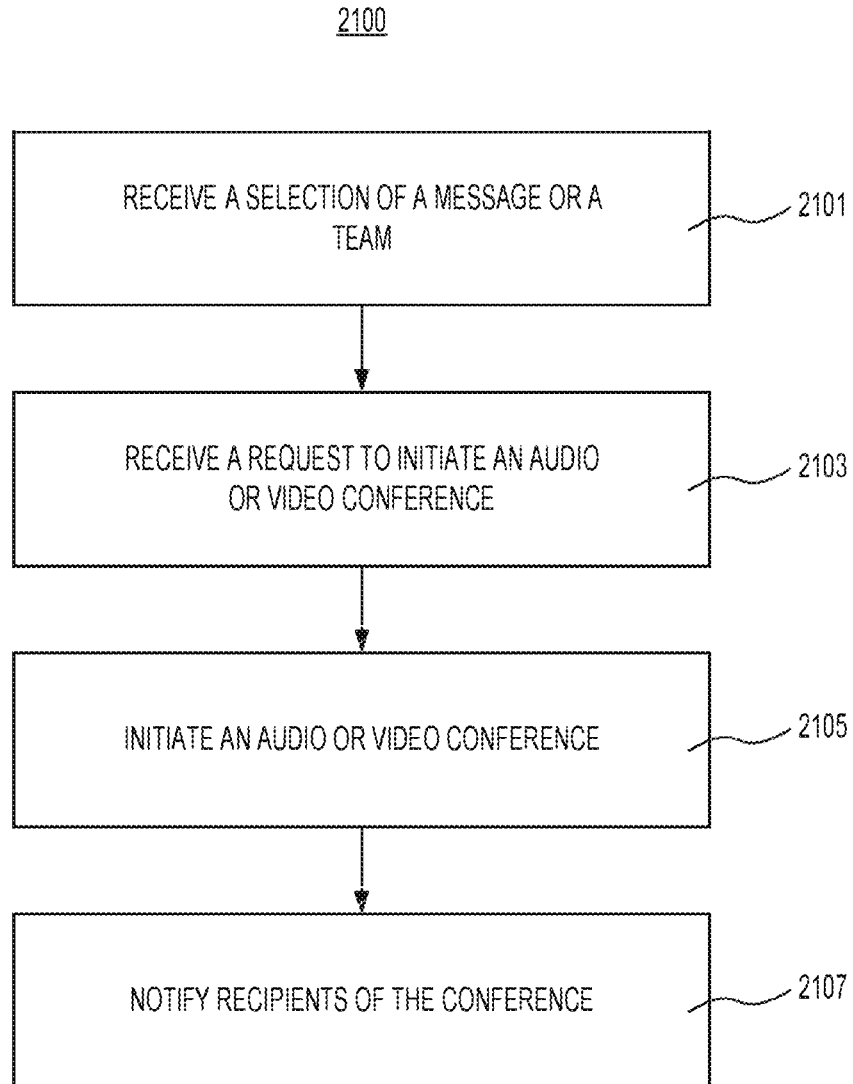 2100
RECEIVE A SELECTION OF A MESSAGE OR A
TEAM
2101
RECEIVE A REQUEST TO INITIATE AN AUDIO
OR VIDEO CONFERENCE
2103
INITIATE AN AUDIO OR VIDEO CONFERENCE
2105
NOTIFY RECIPIENTS OF THE CONFERENCE
2107